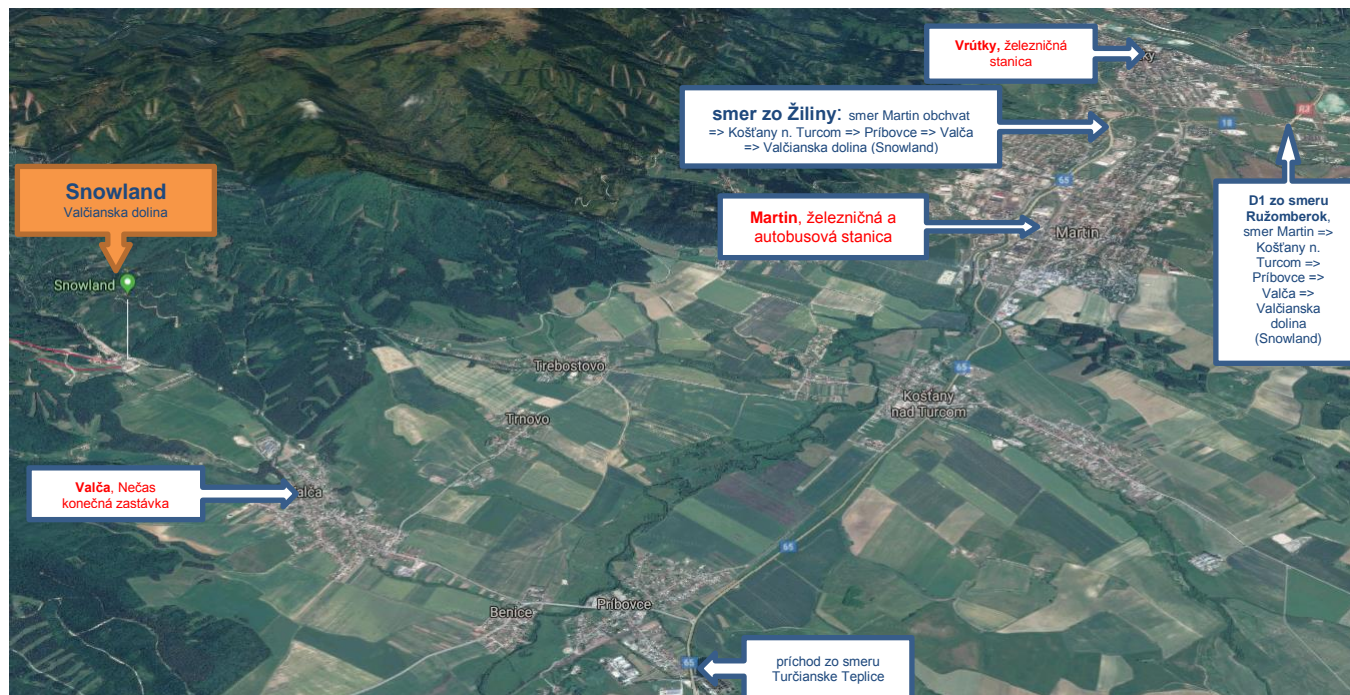 Vrútky, železničná
stanica
ky
smer zo Žiliny: smer Martin obchvat
=> Košťany n. Turcom => Príbovce => Valča
=> Valčianska dolina (Snowland)
R3
18
65
Snowland
Valčianska dolina
D1 zo smeru
Ružomberok,
smer Martin =>
Košťany n.
Turcom =>
Príbovce =>
Valča =>
Valčianska
dolina
(Snowland)
Martin, železničná a
autobusová stanica
Martin
Snowland
Trebostovo
65
Košťany
nad Turcom
Trnovo
Valča, Nečas
konečná zastávka
alča
65
Benice
Príbovce
65
príchod zo smeru
Turčianske Teplice